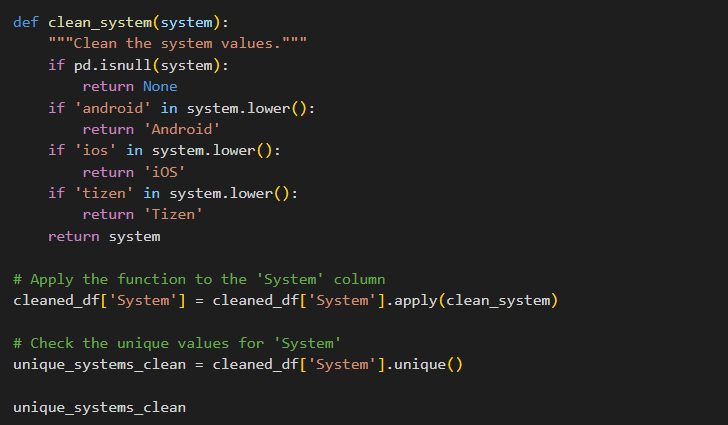 def clean_system(system):
    """Clean the system values."""
    if pd.isnull(system):
        return None
    if 'android' in system.lower():
        return 'Android'
    if 'ios' in system.lower():
        return 'iOS'
    if 'tizen' in system.lower():
        return 'Tizen'
    return system

# Apply the function to the 'System' column
cleaned_df['System'] = cleaned_df['System'].apply(clean_system)

# Check the unique values for 'System'
unique_systems_clean = cleaned_df['System'].unique()

unique_systems_clean